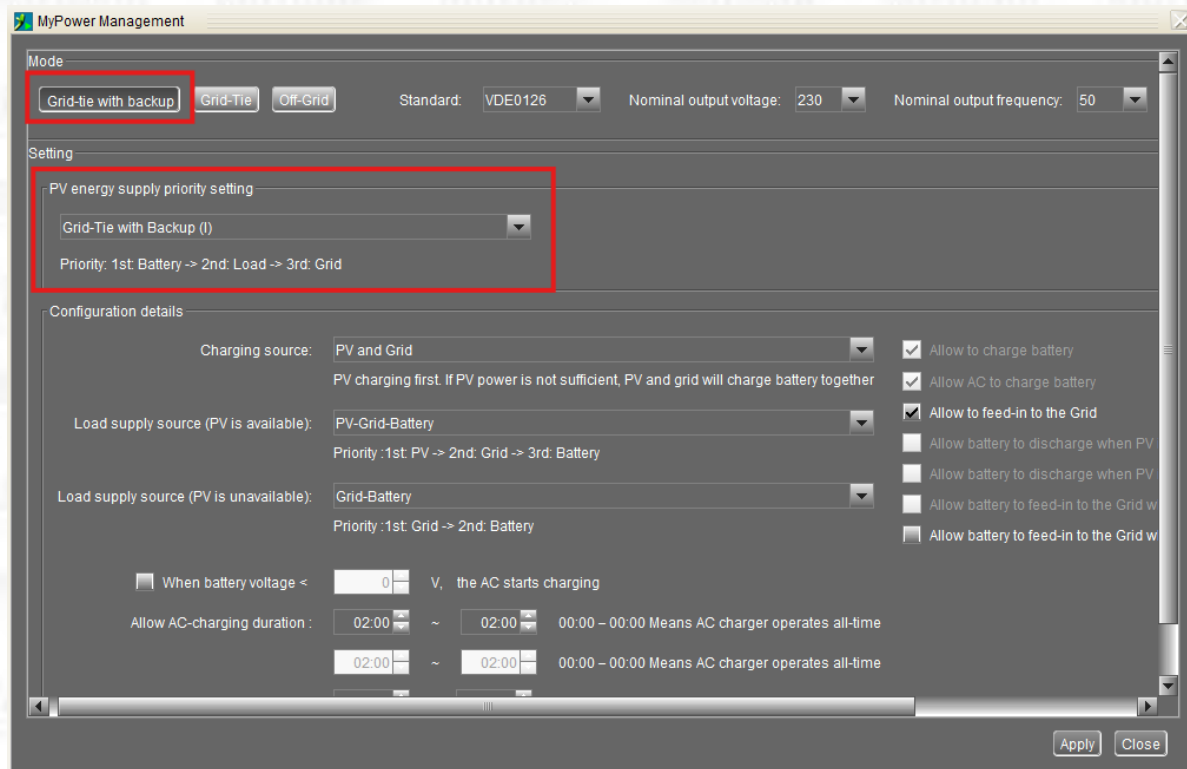 MyPower Management
Mode
Grid-tie with backup Grid-Tie Off-Grid Standard: VDE0126 Nominal output voltage: 230 Nominal output frequency: 50
Setting
PV energy supply priority setting
Grid-Tie with Backup (I)
Priority: 1st: Battery -> 2nd: Load -> 3rd: Grid
Configuration details
Charging source: PV and Grid
PV charging first. If PV power is not sufficient, PV and grid will charge battery together
Load supply source (PV is available): PV-Grid-Battery
Priority :1st: PV -> 2nd: Grid -> 3rd: Battery
Load supply source (PV is unavailable): Grid-Battery
Priority :1st: Grid -> 2nd: Battery
Allow to charge battery
Allow AC to charge battery
Allow to feed-in to the Grid
Allow battery to discharge when PV
Allow battery to discharge when PV
Allow battery to feed-in to the Grid w
Allow battery to feed-in to the Grid w
When battery voltage < 0 V, the AC starts charging
Allow AC-charging duration : 02:00 ~ 02:00 00:00 – 00:00 Means AC charger operates all-time
02:00 ~ 02:00 00:00 – 00:00 Means AC charger operates all-time
Apply Close